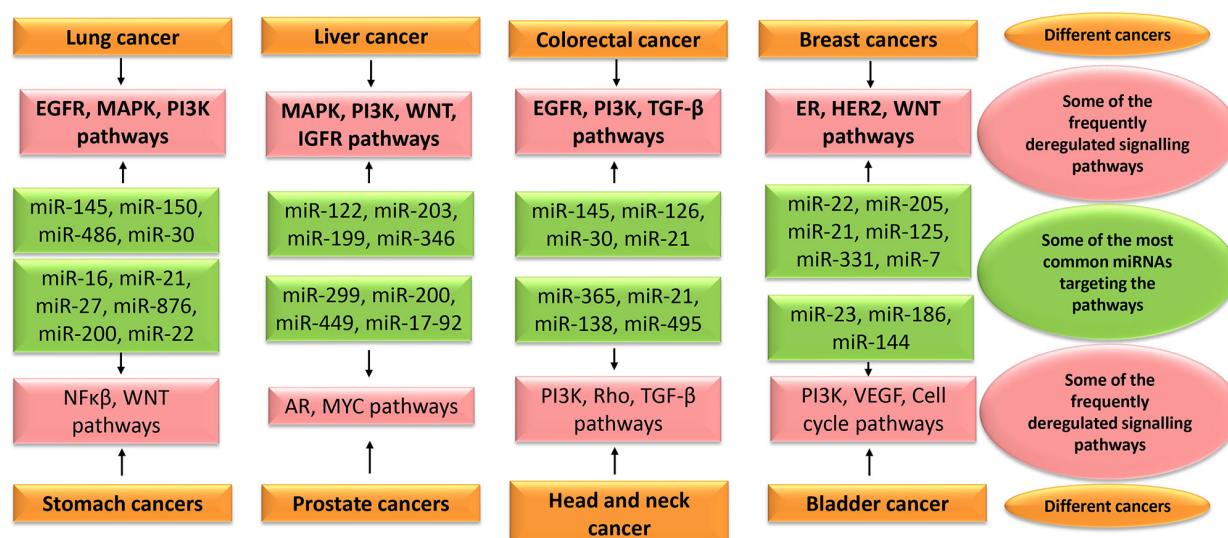 Lung cancer
Liver cancer
Colorectal cancer
Breast cancers
Different cancers
EGFR, MAPK, PI3K
pathways
MAPK, PI3K, WNT,
IGFR pathways
EGFR, PI3K, TGF-β
pathways
ER, HER2, WNT
pathways
Some of the
frequently
deregulated signalling
pathways
miR-145, miR-150,
miR-486, miR-30
miR-122, miR-203,
miR-199, miR-346
miR-145, miR-126,
miR-30, miR-21
miR-22, miR-205,
miR-21, miR-125,
miR-331, miR-7
Some of the most
common miRNAs
targeting the
pathways
miR-16, miR-21,
miR-27, miR-876,
miR-200, miR-22
miR-299, miR-200,
miR-449, miR-17-92
miR-365, miR-21,
miR-138, miR-495
miR-23, miR-186,
miR-144
NFκβ, WNT
pathways
AR, MYC pathways
PI3K, Rho, TGF-β
pathways
PI3K, VEGF, Cell
cycle pathways
Some of the
frequently
deregulated signalling
pathways
Stomach cancers
Prostate cancers
Head and neck
cancer
Bladder cancer
Different cancers